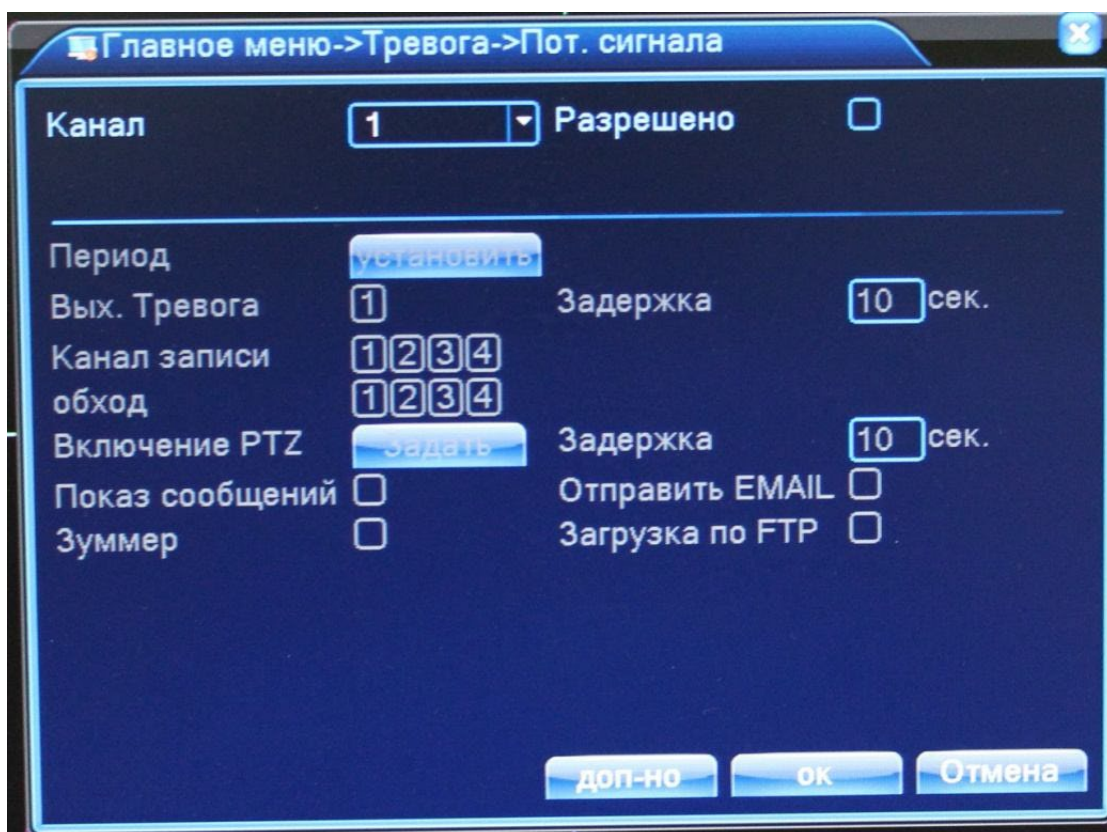 Главное меню->Тревога->Пот. сигнала
Канал 1 Разрешено
Период установить
Вых. Тревога 1 Задержка 10 сек.
Канал записи 1 2 3 4
обход 1 2 3 4
Включение PTZ Задать Задержка 10 сек.
Показ сообщений Отправить EMAIL
Зуммер Загрузка по FTP
доп-но ок Отмена